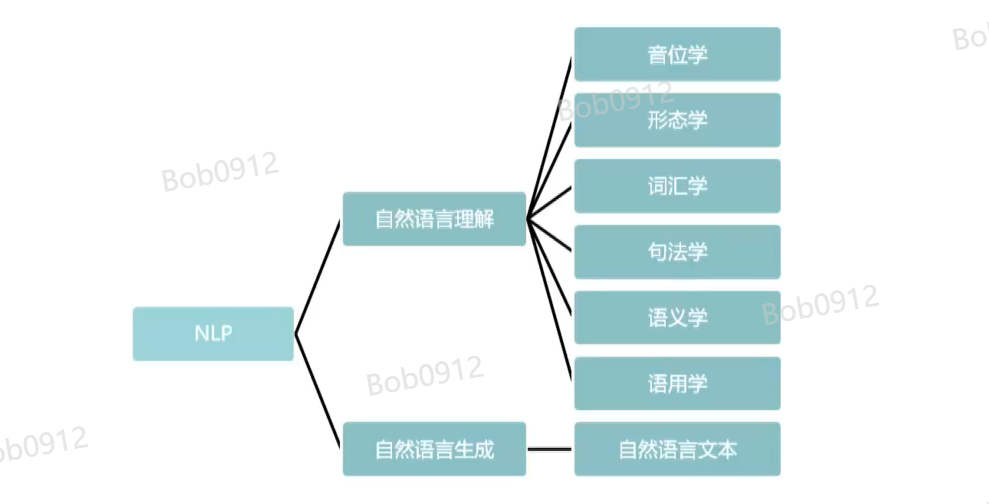 音位学
形态学
词汇学
自然语言理解
句法学
语义学
NLP
语用学
自然语言生成
自然语言文本
Bob0912
Bob0912
Bob0912
Bob0912
ob0912
Bo